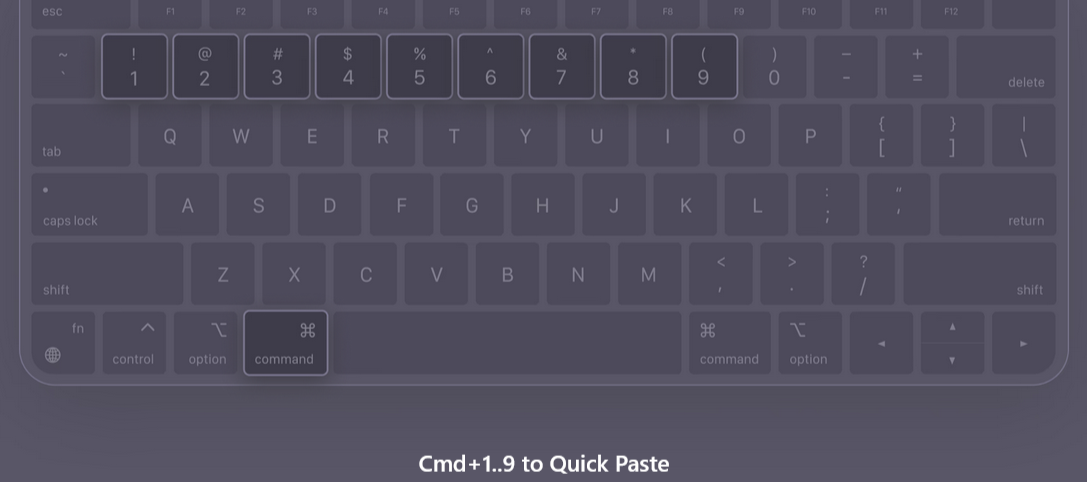 esc F1 F2 F3 F4 F5 F6 F7 F8 F9 F10 F11 F12
~ ! @ # $ % ^ & * ( ) – +
` 1 2 3 4 5 6 7 8 9 0 - = delete
tab Q W E R T Y U I O P { [ } ] | \
caps lock A S D F G H J K L : ; " ' return
shift Z X C V B N M < , > . ? / shift
fn ^ control ⌥ option ⌘ command ⌘ command ⌥ option ◄ ▲ ▼ ►
Cmd+1..9 to Quick Paste